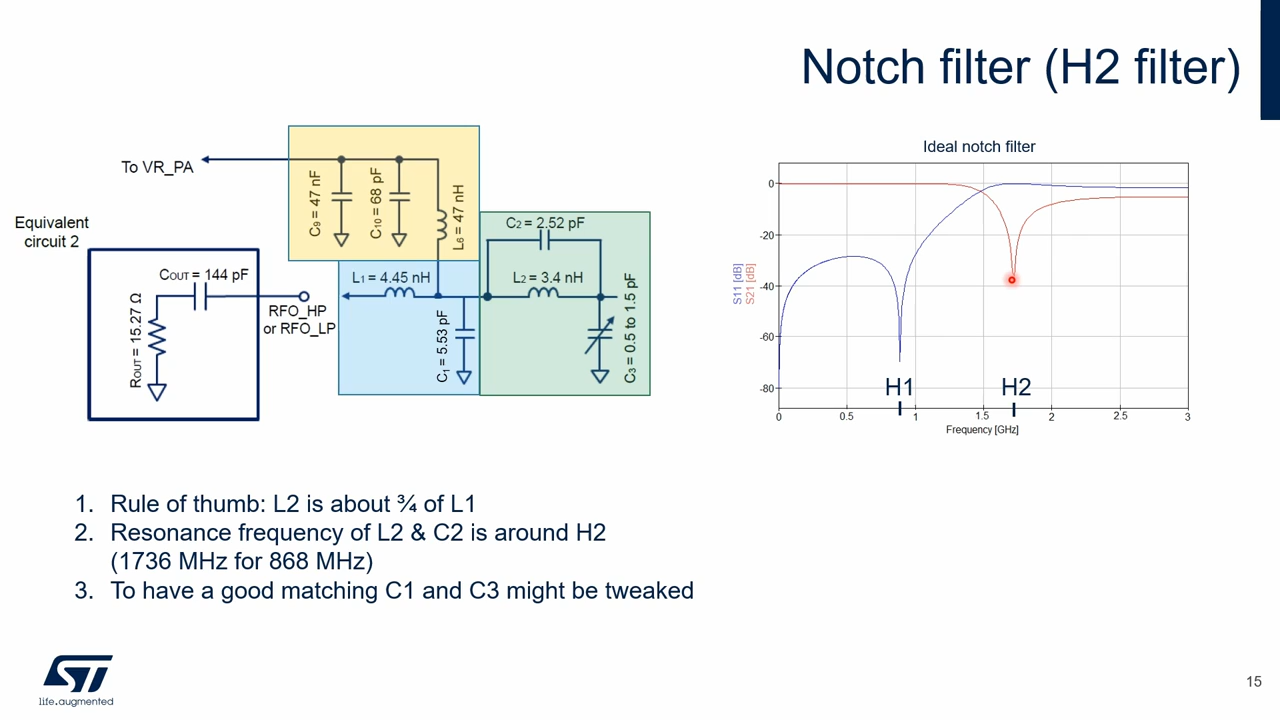 Notch filter (H2 filter)
To VR_PA
C9 = 47 nF
C10 = 68 pF
L6 = 47 nH
Equivalent
circuit 2
COUT = 144 pF
ROUT = 15.27 Ω
RFO_HP
or RFO_LP
L1 = 4.45 nH
C1 = 5.53 pF
C2 = 2.52 pF
L2 = 3.4 nH
C3 = 0.5 to 1.5 pF
Ideal notch filter
S11 [dB]
S21 [dB]
0
-20
-40
-60
-80
H1
H2
0
0.5
1
1.5
2
2.5
3
Frequency [GHz]
1. Rule of thumb: L2 is about ¾ of L1
2. Resonance frequency of L2 & C2 is around H2
(1736 MHz for 868 MHz)
3. To have a good matching C1 and C3 might be tweaked
ST
life.augmented
15